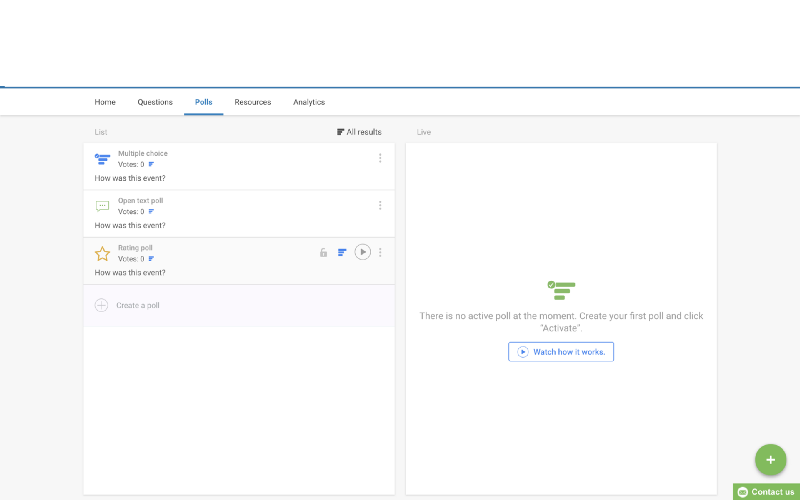 Home Questions Polls Resources Analytics
List All results Live
Multiple choice
Votes: 0
How was this event?
Open text poll
Votes: 0
How was this event?
Rating poll
Votes: 0
How was this event?
Create a poll
There is no active poll at the moment. Create your first poll and click
"Activate".
Watch how it works.
Contact us